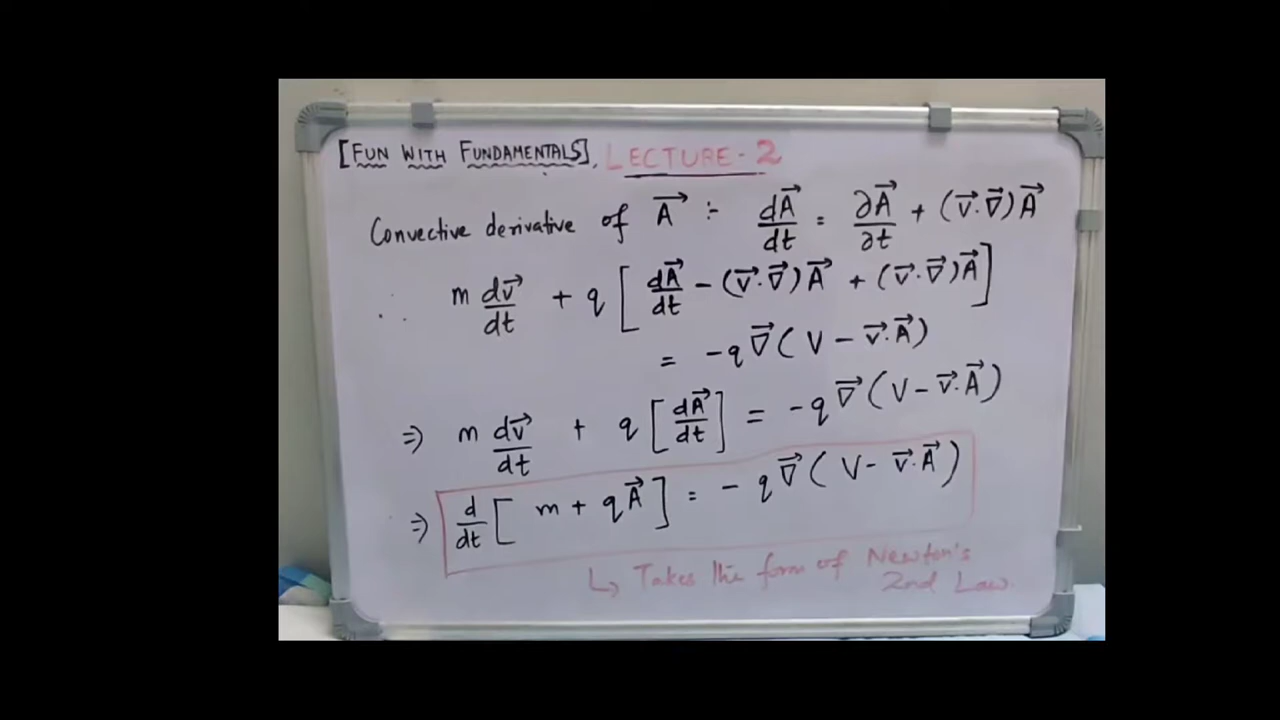 [FUN WITH FUNDAMENTALS], LECTURE-2
Convective derivative of A⃗ :- dA⃗/dt = ∂A⃗/∂t + (v⃗.∇⃗)A⃗
∴ m dv⃗/dt + q[dA⃗/dt - (v⃗.∇⃗)A⃗ + (v⃗.∇⃗)A⃗]
= -q∇⃗(V - v⃗.A⃗)
⇒ m dv⃗/dt + q[dA⃗/dt] = -q∇⃗(V - v⃗.A⃗)
⇒ d/dt[m + qA⃗] = -q∇⃗(V - v⃗.A⃗)
↳ Takes the form of Newton's
2nd Law